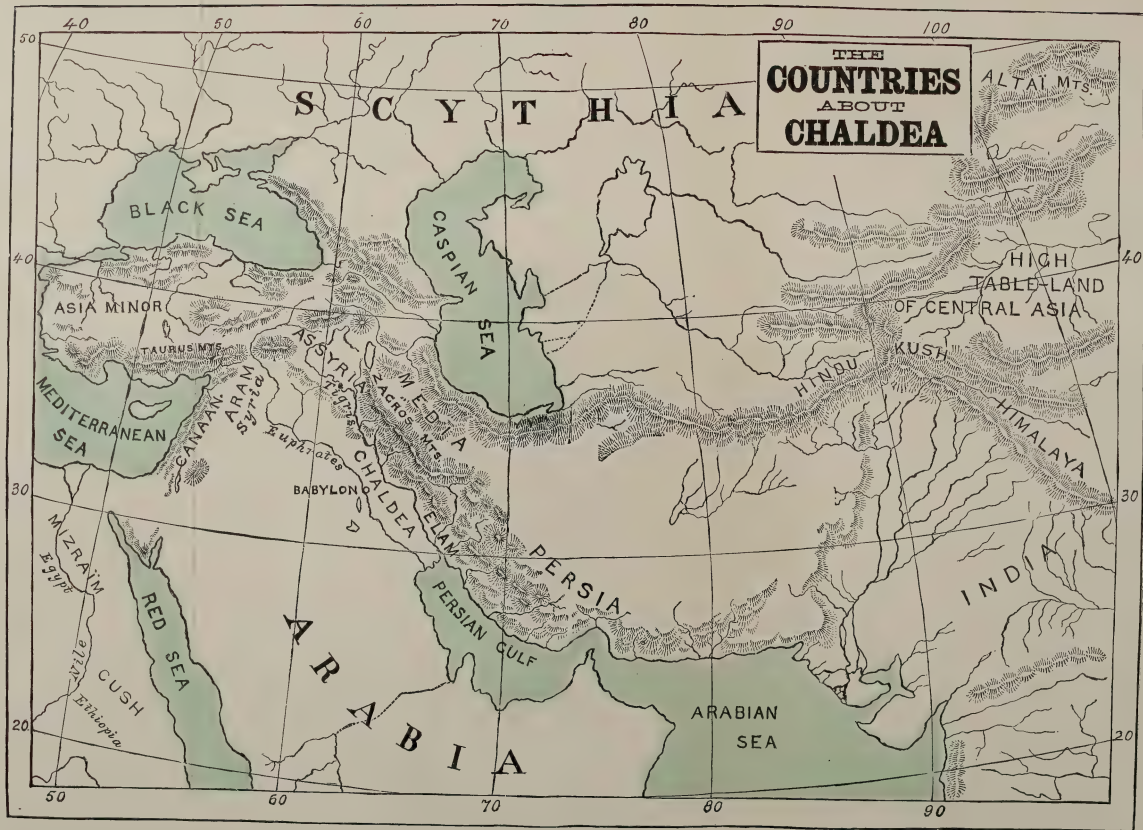 40 50 60 70 80 90 100
50
THE
COUNTRIES
ABOUT
CHALDEA
ALTAÏ MTS.
SCYTHIA
BLACK SEA
CASPIAN
SEA
40
40
HIGH
TABLE-LAND
OF CENTRAL ASIA
ASIA MINOR
TAURUS MTS.
ASSYRIA
MEDIA
HINDU KUSH
HIMALAYA
MEDITERRANEAN
SEA
CANAAN.
ARAM
Syria
Tigris
ZAGROS MTS.
Euphrates
CHALDEA
BABYLON
ELAM
30
30
MIZRAÏM
Egypt
PERSIA
INDIA
RED SEA
PERSIAN GULF
Nile
CUSH
Ethiopia
ARABIA
ARABIAN
SEA
20
20
50 60 70 80 90